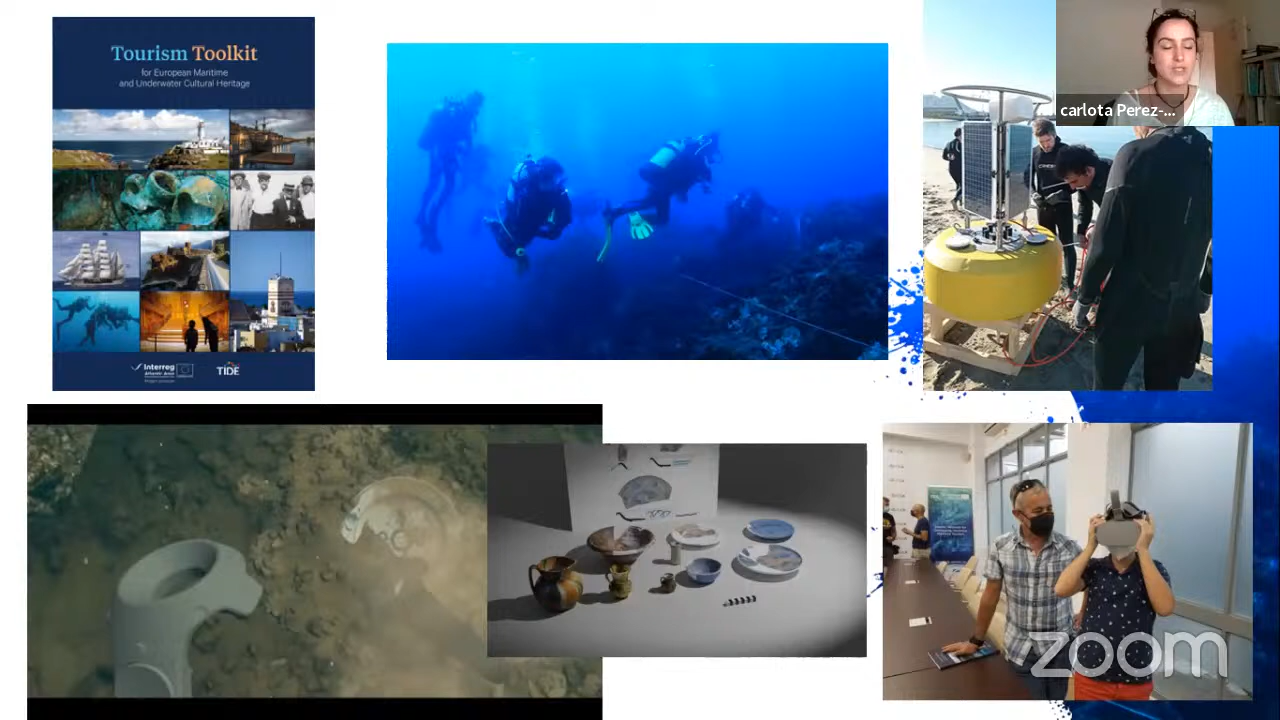 Tourism Toolkit
for European Maritime
and Underwater Cultural Heritage
Interreg
Atlantic Area
TIDE
carlota Perez-...
zoom